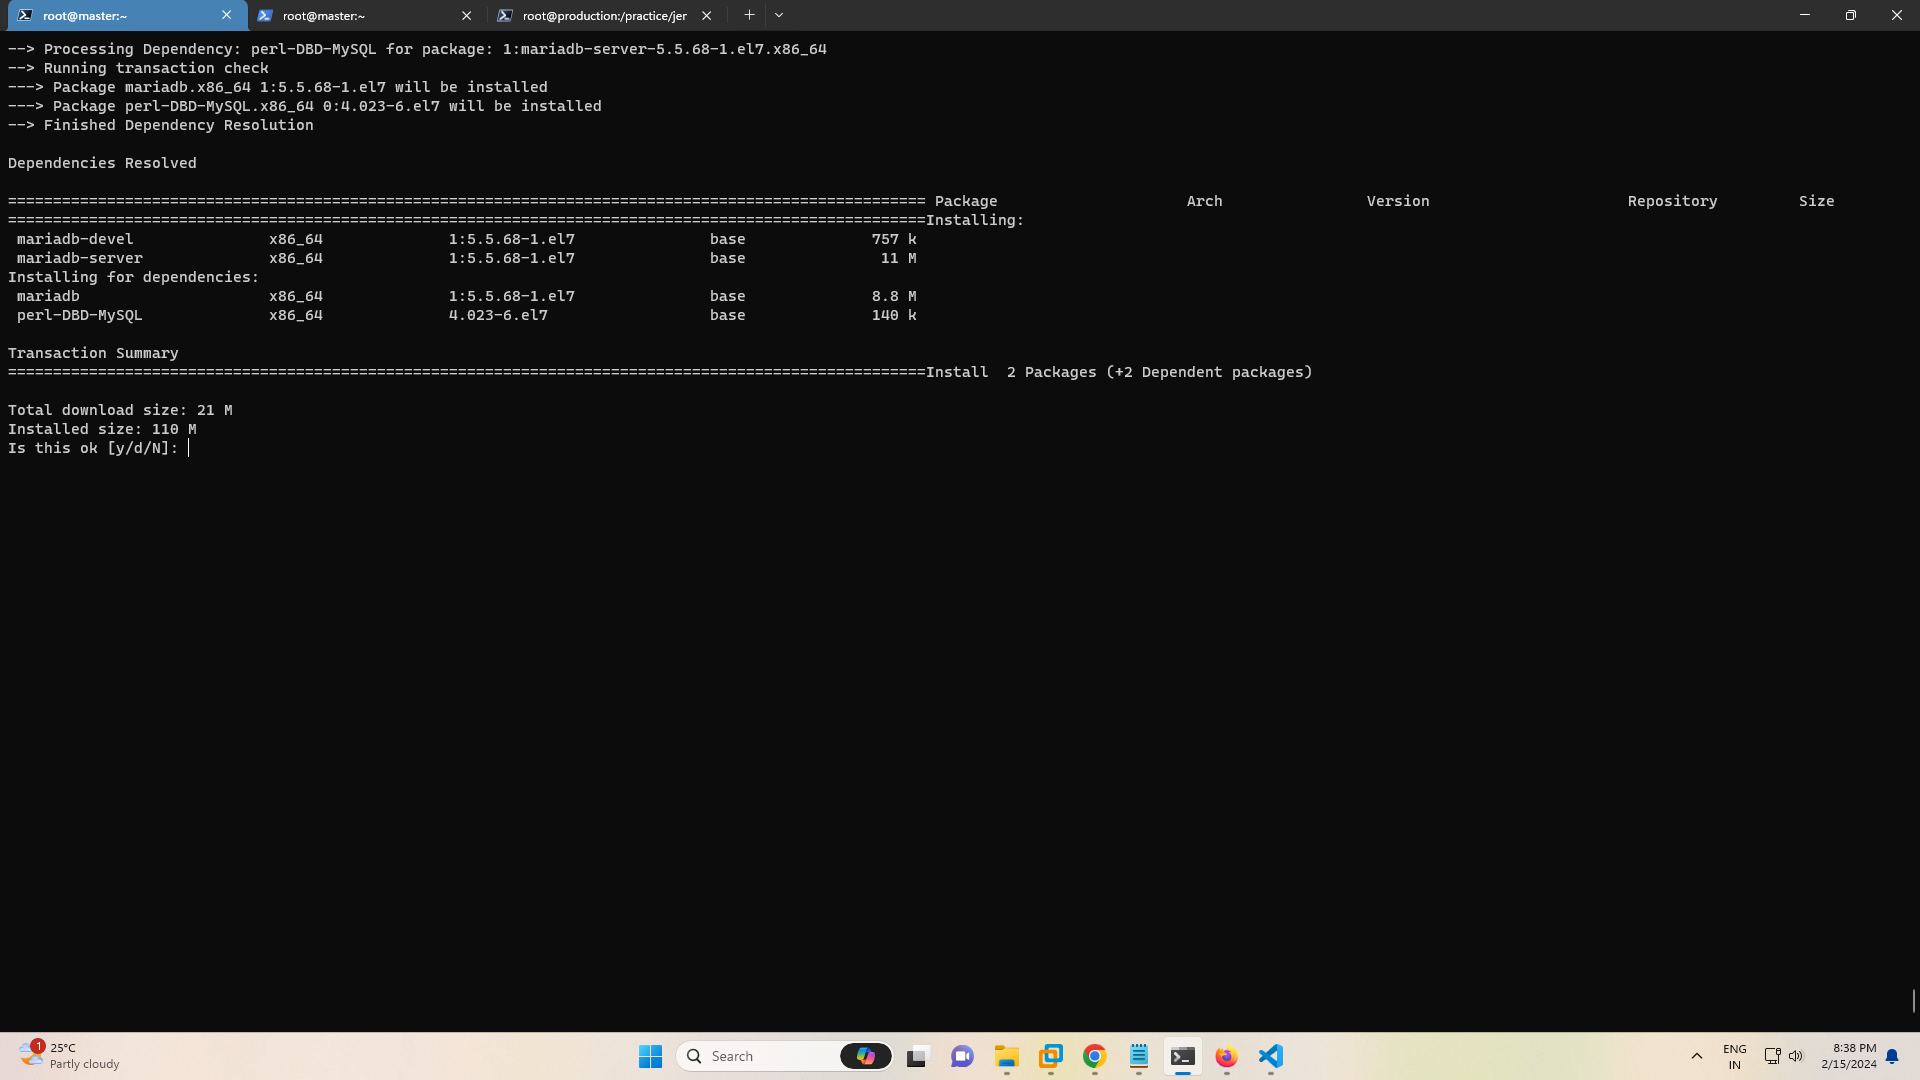 root@master:~
root@master:~
root@production:/practice/jer
--> Processing Dependency: perl-DBD-MySQL for package: 1:mariadb-server-5.5.68-1.el7.x86_64
--> Running transaction check
---> Package mariadb.x86_64 1:5.5.68-1.el7 will be installed
---> Package perl-DBD-MySQL.x86_64 0:4.023-6.el7 will be installed
--> Finished Dependency Resolution
Dependencies Resolved
====================================================================================================== Package Arch Version Repository Size
======================================================================================================Installing:
mariadb-devel x86_64 1:5.5.68-1.el7 base 757 k
mariadb-server x86_64 1:5.5.68-1.el7 base 11 M
Installing for dependencies:
mariadb x86_64 1:5.5.68-1.el7 base 8.8 M
perl-DBD-MySQL x86_64 4.023-6.el7 base 140 k
Transaction Summary
======================================================================================================Install 2 Packages (+2 Dependent packages)
Total download size: 21 M
Installed size: 110 M
Is this ok [y/d/N]:
1
25°C
Partly cloudy
Search
ENG
IN
8:38 PM
2/15/2024